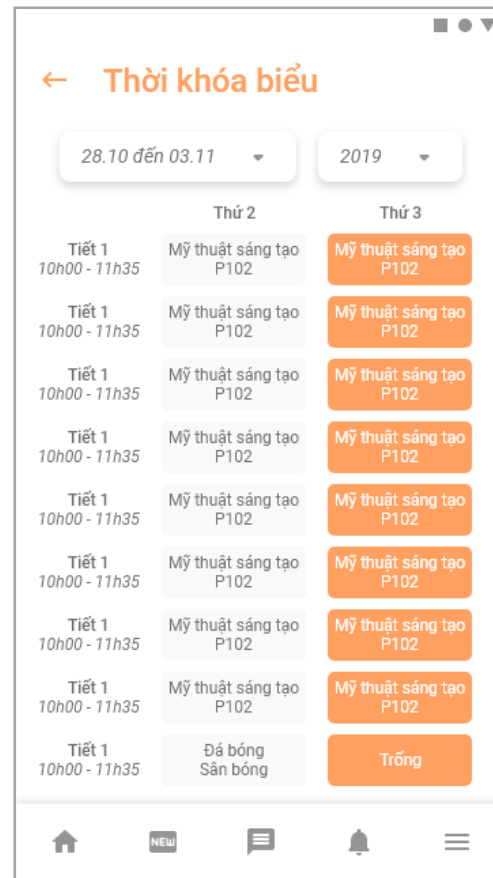 Thời khóa biểu
28.10 đến 03.11
2019
Thứ 2
Thứ 3
Tiết 1
10h00 - 11h35
Mỹ thuật sáng tạo
P102
Mỹ thuật sáng tạo
P102
Tiết 1
10h00 - 11h35
Mỹ thuật sáng tạo
P102
Mỹ thuật sáng tạo
P102
Tiết 1
10h00 - 11h35
Mỹ thuật sáng tạo
P102
Mỹ thuật sáng tạo
P102
Tiết 1
10h00 - 11h35
Mỹ thuật sáng tạo
P102
Mỹ thuật sáng tạo
P102
Tiết 1
10h00 - 11h35
Mỹ thuật sáng tạo
P102
Mỹ thuật sáng tạo
P102
Tiết 1
10h00 - 11h35
Mỹ thuật sáng tạo
P102
Mỹ thuật sáng tạo
P102
Tiết 1
10h00 - 11h35
Mỹ thuật sáng tạo
P102
Mỹ thuật sáng tạo
P102
Tiết 1
10h00 - 11h35
Mỹ thuật sáng tạo
P102
Mỹ thuật sáng tạo
P102
Tiết 1
10h00 - 11h35
Đá bóng
Sân bóng
Trống
NEW